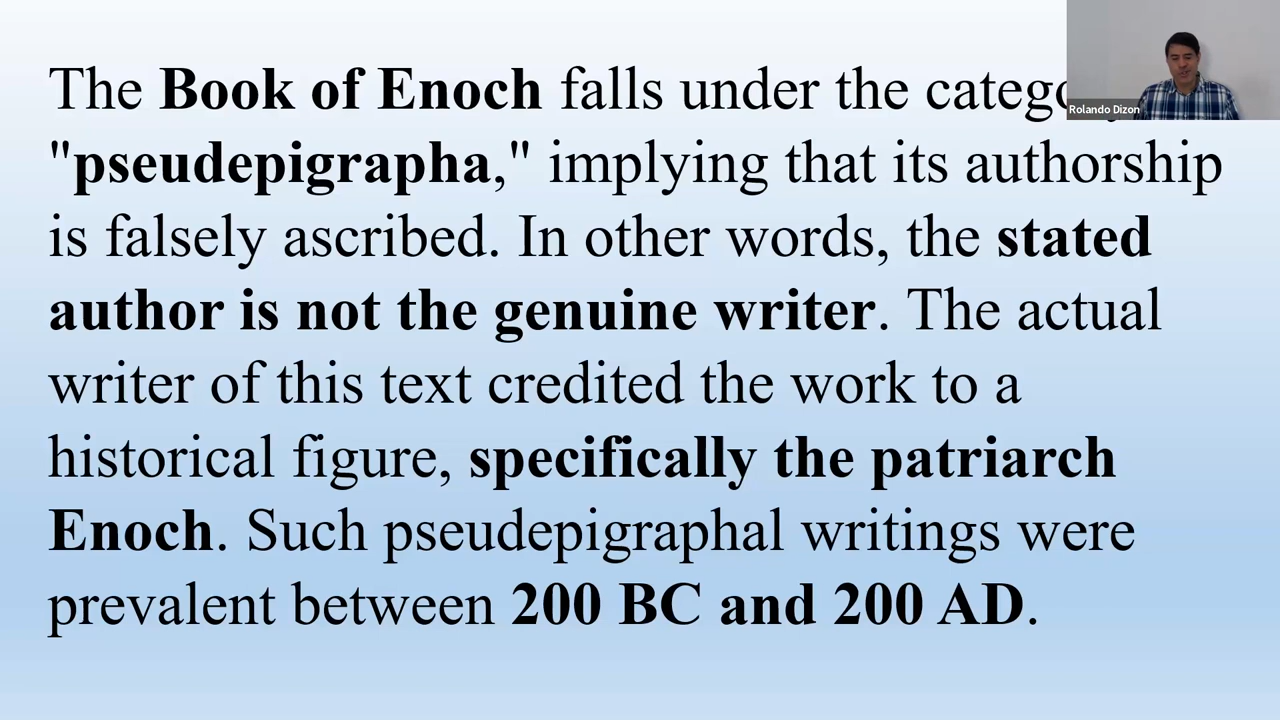 The Book of Enoch falls under the
"pseudepigrapha," implying that its authorship
is falsely ascribed. In other words, the stated
author is not the genuine writer. The actual
writer of this text credited the work to a
historical figure, specifically the patriarch
Enoch. Such pseudepigraphal writings were
prevalent between 200 BC and 200 AD.
Rolando Dizon